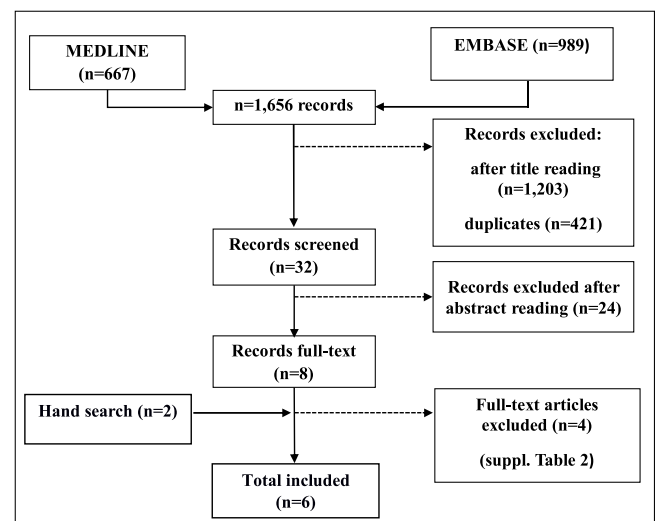 MEDLINE
(n=667)
EMBASE (n=989)
n=1,656 records
Records excluded:
after title reading
(n=1,203)
duplicates (n=421)
Records screened
(n=32)
Records excluded after
abstract reading (n=24)
Records full-text
(n=8)
Hand search (n=2)
Full-text articles
excluded (n=4)
(suppl. Table 2)
Total included
(n=6)